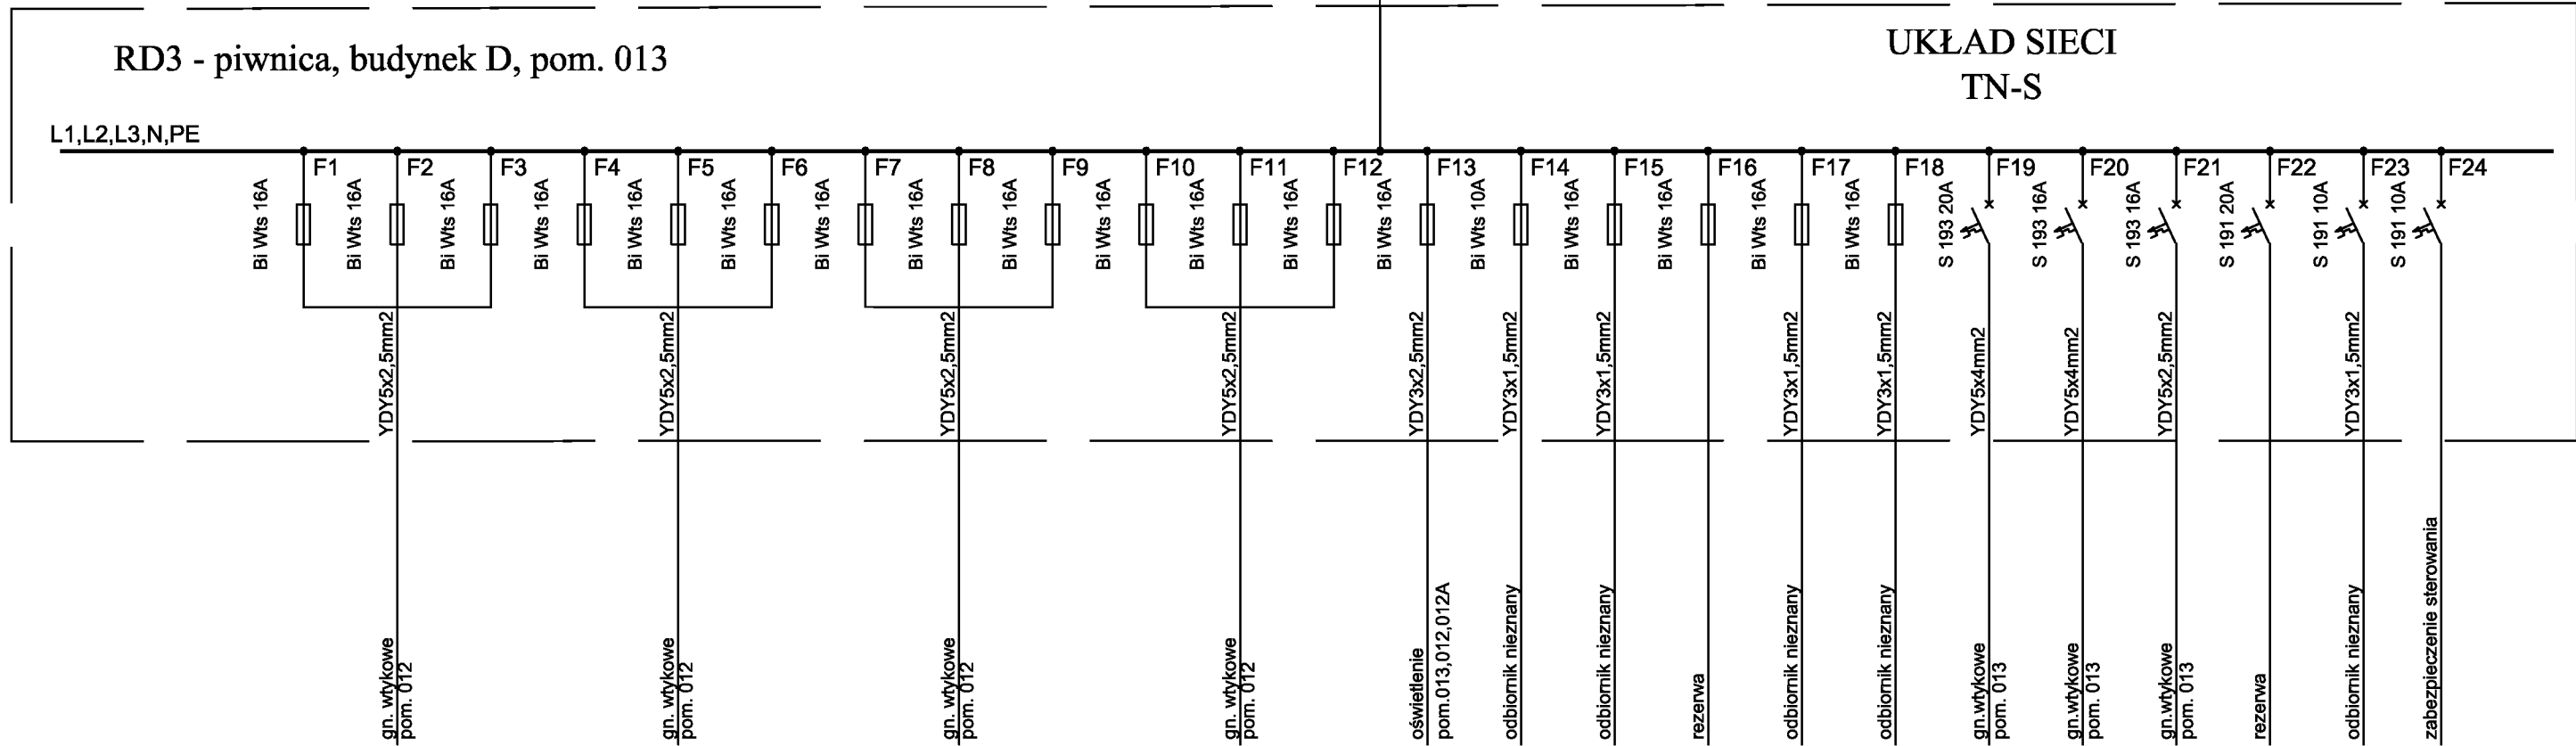 RD3 - piwnica, budynek D, pom. 013
UKŁAD SIECI
TN-S
L1,L2,L3,N,PE
F1
F2
F3
F4
F5
F6
F7
F8
F9
F10
F11
F12
F13
F14
F15
F16
F17
F18
F19
F20
F21
F22
F23
F24
Bi Wts 16A
Bi Wts 16A
Bi Wts 16A
Bi Wts 16A
Bi Wts 16A
Bi Wts 16A
Bi Wts 16A
Bi Wts 16A
Bi Wts 16A
Bi Wts 16A
Bi Wts 16A
Bi Wts 16A
Bi Wts 16A
Bi Wts 10A
Bi Wts 16A
Bi Wts 16A
Bi Wts 16A
Bi Wts 16A
S 193 20A
S 193 16A
S 193 16A
S 191 20A
S 191 10A
S 191 10A
YDY5x2,5mm2
YDY5x2,5mm2
YDY5x2,5mm2
YDY5x2,5mm2
YDY3x2,5mm2
YDY3x1,5mm2
YDY3x1,5mm2
YDY3x1,5mm2
YDY3x1,5mm2
YDY5x4mm2
YDY5x4mm2
YDY5x2,5mm2
YDY3x1,5mm2
gn. wtykowe
pom. 012
gn. wtykowe
pom. 012
gn. wtykowe
pom. 012
gn. wtykowe
pom. 012
oświetlenie
pom.013,012,012A
odbiornik nieznany
odbiornik nieznany
rezerwa
odbiornik nieznany
odbiornik nieznany
gn.wtykowe
pom. 013
gn.wtykowe
pom. 013
gn.wtykowe
pom. 013
rezerwa
odbiornik nieznany
zabezpieczenie sterowania